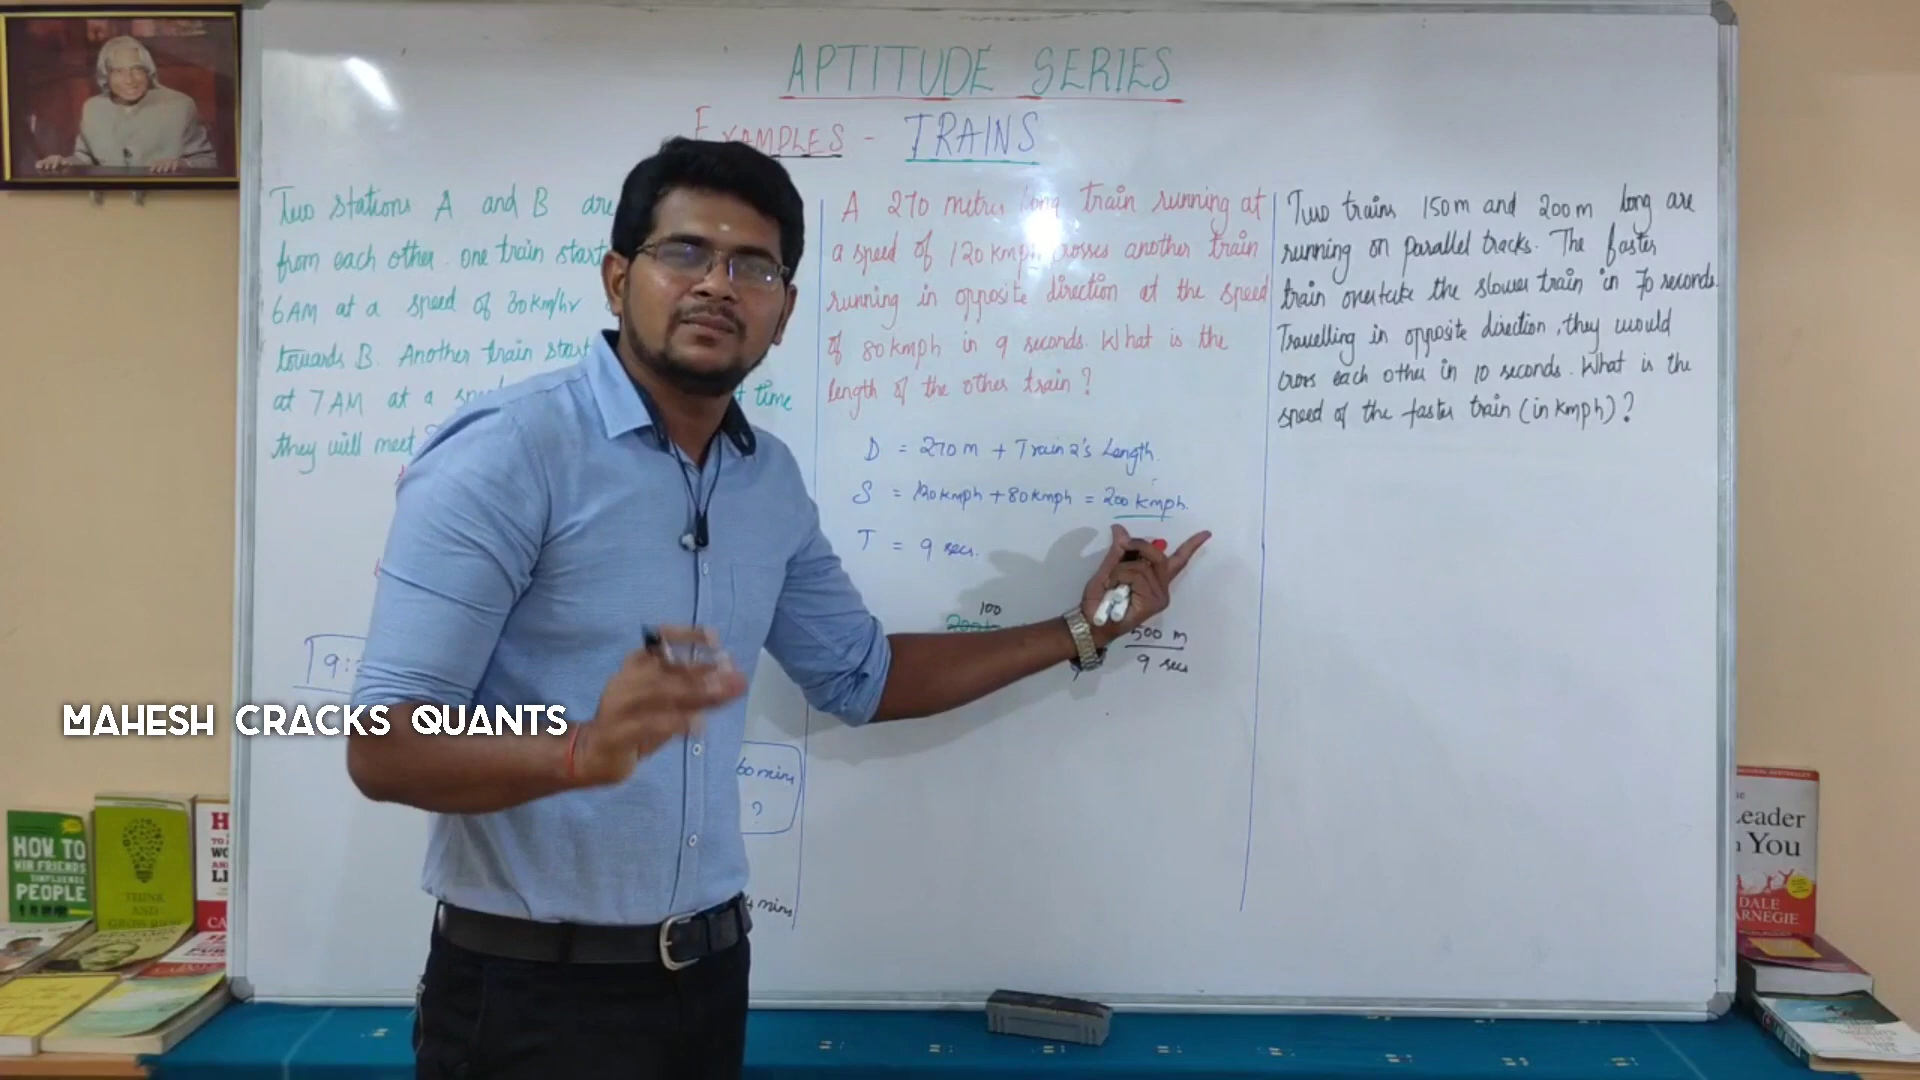 APTITUDE SERIES
EXAMPLES - TRAINS
Two stations A and B are
from each other. One train start
6AM at a speed of 30km/hr
towards B. Another train start
at 7AM at a time
they will meet
9:
60 mins
?
mins
A 270 metres long train running at
a speed of 120 kmph crosses another train
running in opposite direction at the speed
of 80 kmph in 9 seconds. What is the
length of the other train?
D = 270 m + Train 2's Length.
S = 120 kmph + 80 kmph = 200 kmph.
T = 9 secs.
100
500 m
9 secs
Two trains 150m and 200m long are
running on parallel tracks. The faster
train overtake the slower train in 70 seconds.
Travelling in opposite direction, they would
cross each other in 10 seconds. What is the
speed of the faster train (in kmph)?
MAHESH CRACKS QUANTS
HOW TO
WIN FRIENDS
& INFLUENCE
PEOPLE
THINK
AND
GROW RICH
Leader
You
DALE
CARNEGIE